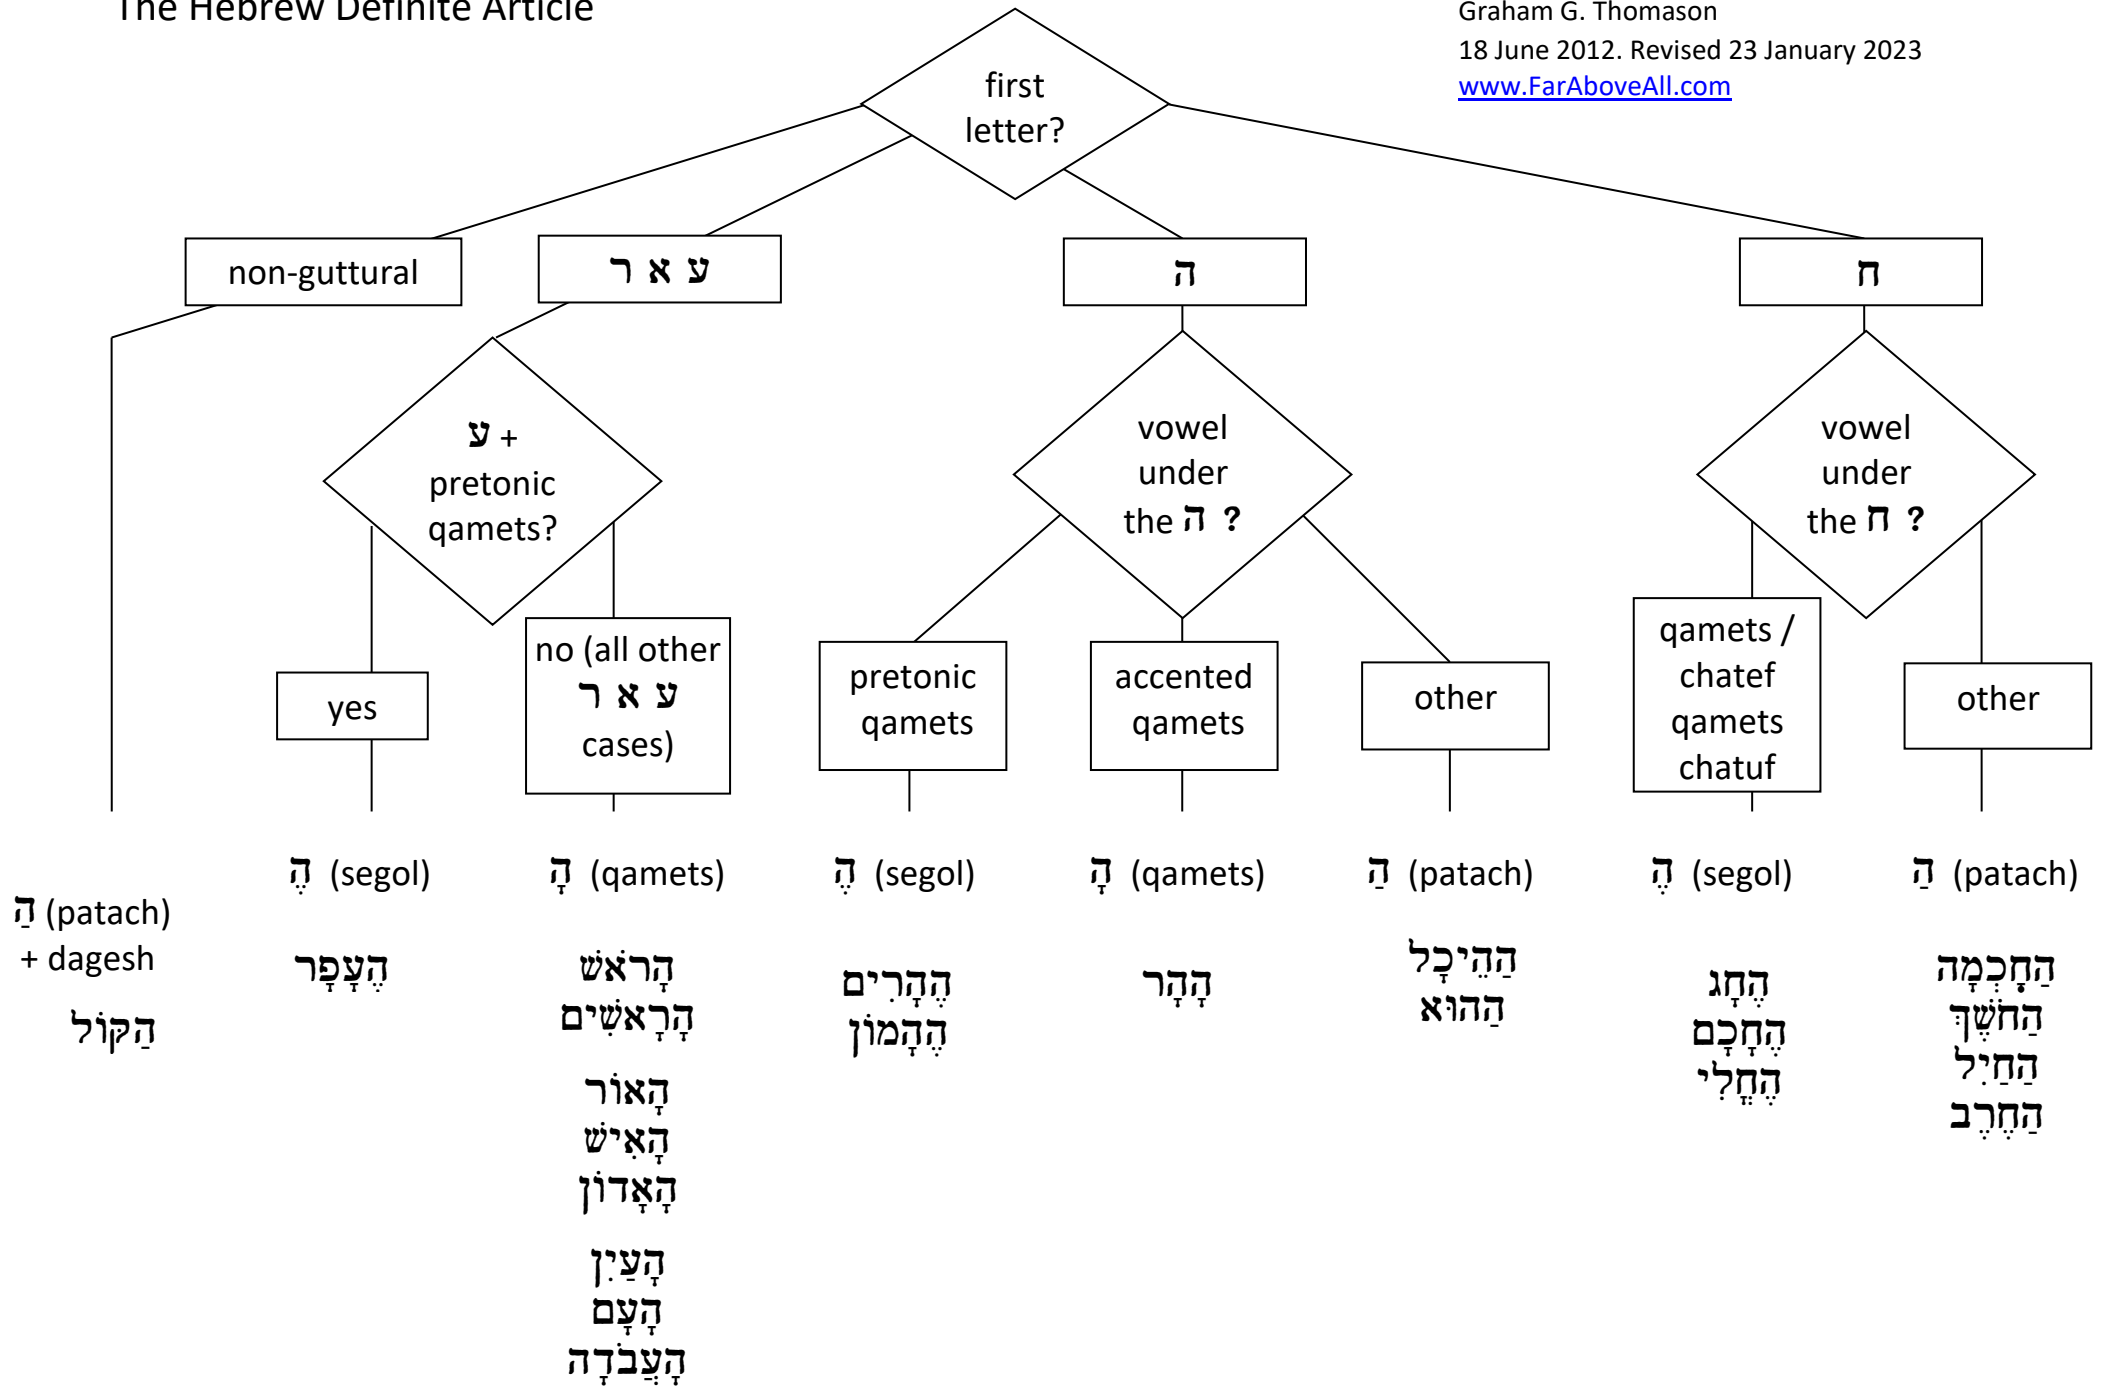 The Hebrew Definite Article
Graham G. Thomason
18 June 2012. Revised 23 January 2023
www.FarAboveAll.com
first
letter?
non-guttural
ע א ר
ה
ח
ע +
pretonic
qamets?
vowel
under
the ה ?
vowel
under
the ח ?
yes
no (all other
ע א ר
cases)
pretonic
qamets
accented
qamets
other
qamets /
chatef
qamets
chatuf
other
הַ (patach)
+ dagesh
הַקּוֹל
הֶ (segol)
הֶעָפָר
הָ (qamets)
הָרֹאשׁ
הָרָאשִׁים
הָאוֹר
הָאִישׁ
הָאָדוֹן
הָעַיִן
הָעָם
הָעֲבֹדָה
הֶ (segol)
הֶהָרִים
הֶהָמוֹן
הָ (qamets)
הָהָר
הַ (patach)
הַהֵיכָל
הַהוּא
הֶ (segol)
הֶחָג
הֶחָכָם
הֶחֳלִי
הַ (patach)
הַחָכְמָה
הַחֹשֶׁךְ
הַחַיִל
הַחֶרֶב